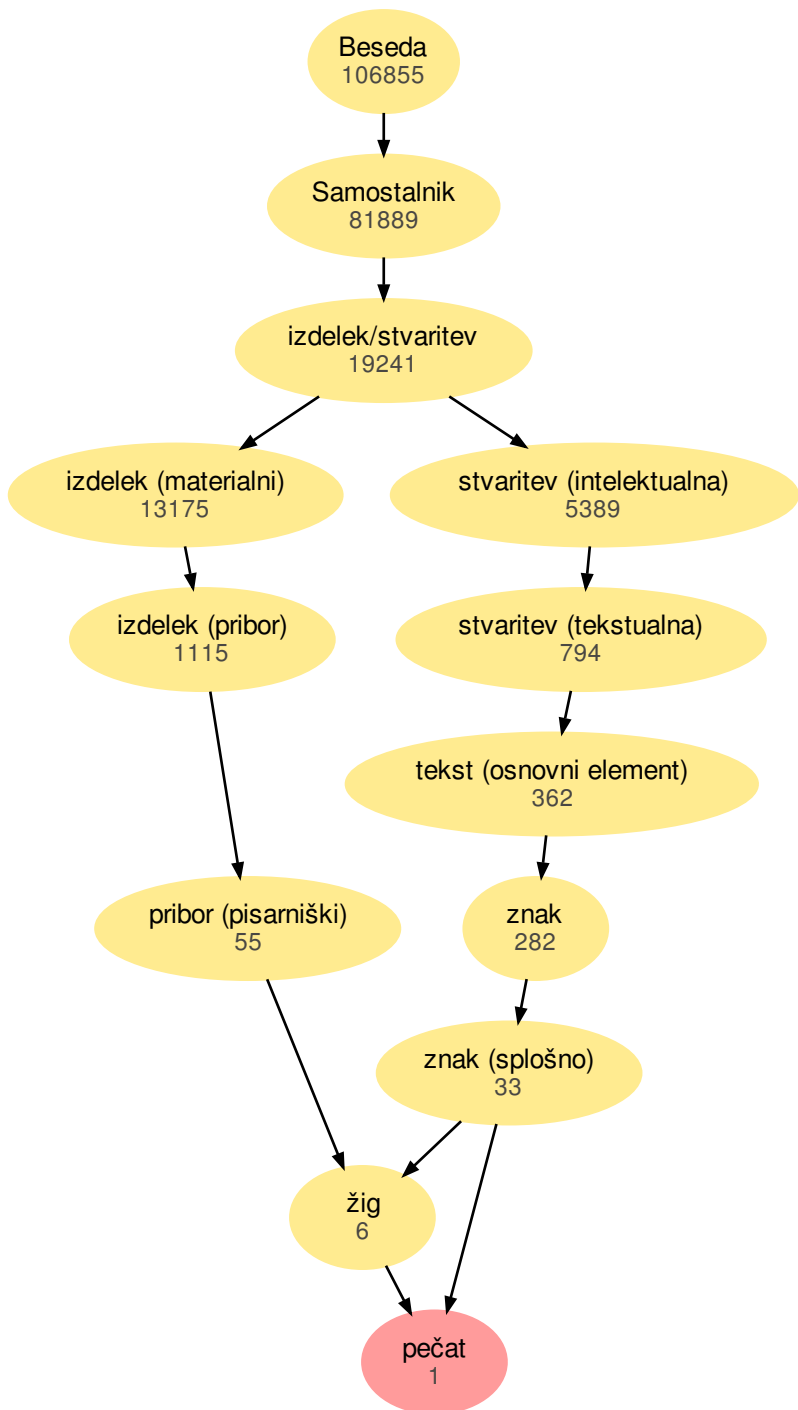 Beseda
106855
Samostalnik
81889
izdelek/stvaritev
19241
izdelek (materialni)
13175
stvaritev (intelektualna)
5389
izdelek (pribor)
1115
stvaritev (tekstualna)
794
tekst (osnovni element)
362
pribor (pisarniški)
55
znak
282
znak (splošno)
33
žig
6
pečat
1